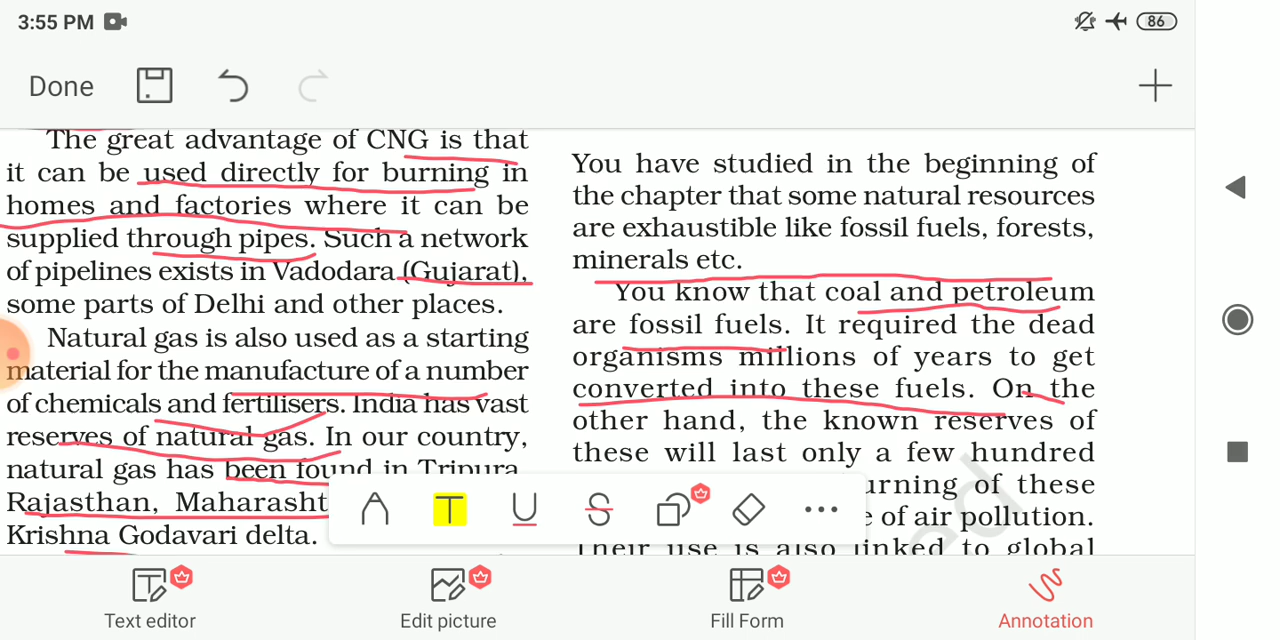 3:55 PM
86
Done
The great advantage of CNG is that
it can be used directly for burning in
homes and factories where it can be
supplied through pipes. Such a network
of pipelines exists in Vadodara (Gujarat),
some parts of Delhi and other places.
Natural gas is also used as a starting
material for the manufacture of a number
of chemicals and fertilisers. India has vast
reserves of natural gas. In our country,
natural gas has been found in Tripura,
Rajasthan, Maharasht
Krishna Godavari delta.
You have studied in the beginning of
the chapter that some natural resources
are exhaustible like fossil fuels, forests,
minerals etc.
You know that coal and petroleum
are fossil fuels. It required the dead
organisms millions of years to get
converted into these fuels. On the
other hand, the known reserves of
these will last only a few hundred
urning of these
e of air pollution.
Their use is also linked to global
T
U
S
Text editor
Edit picture
Fill Form
Annotation